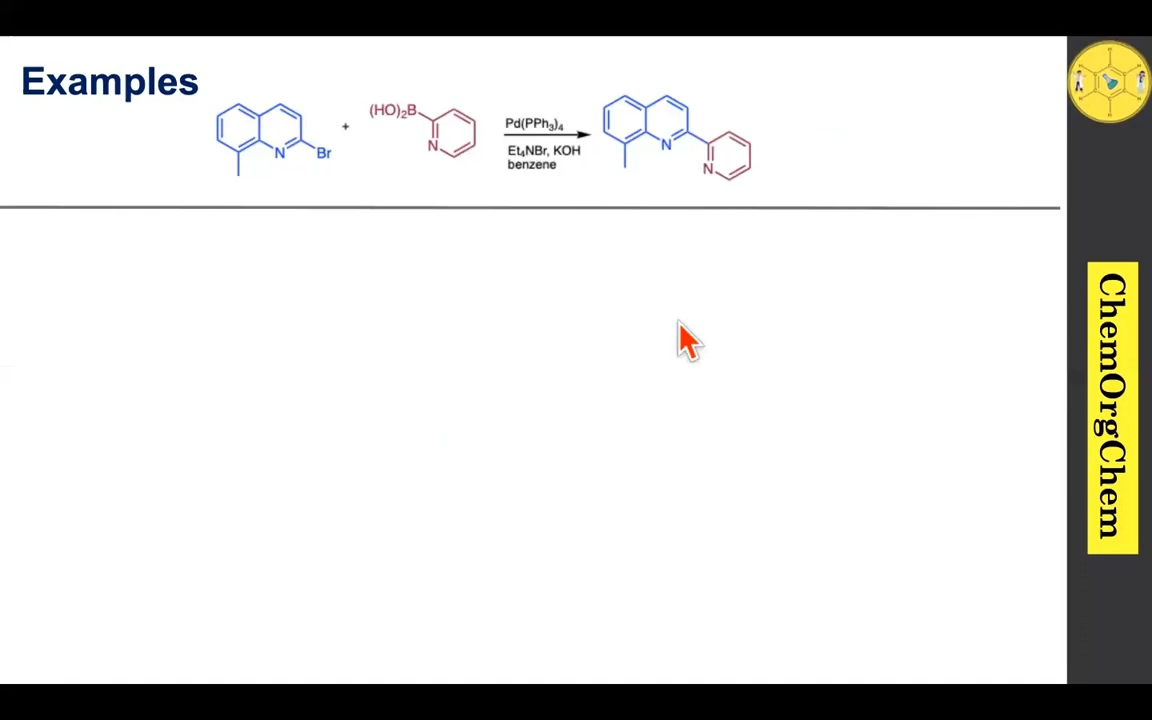 Examples
(HO)₂B
N
Br
+
N
Pd(PPh₃)₄
Et₄NBr, KOH
benzene
N
N
ChemOrgChem